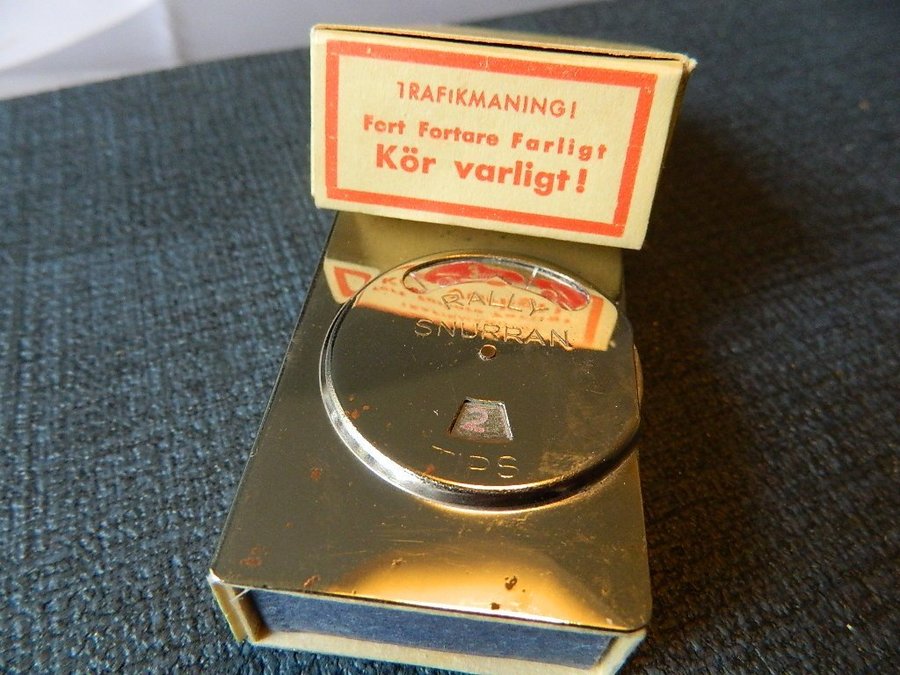 TRAFIKMANING!
Fort Fortare Farligt
Kör varligt!
RALLY
SNURRAN
2
TIPS